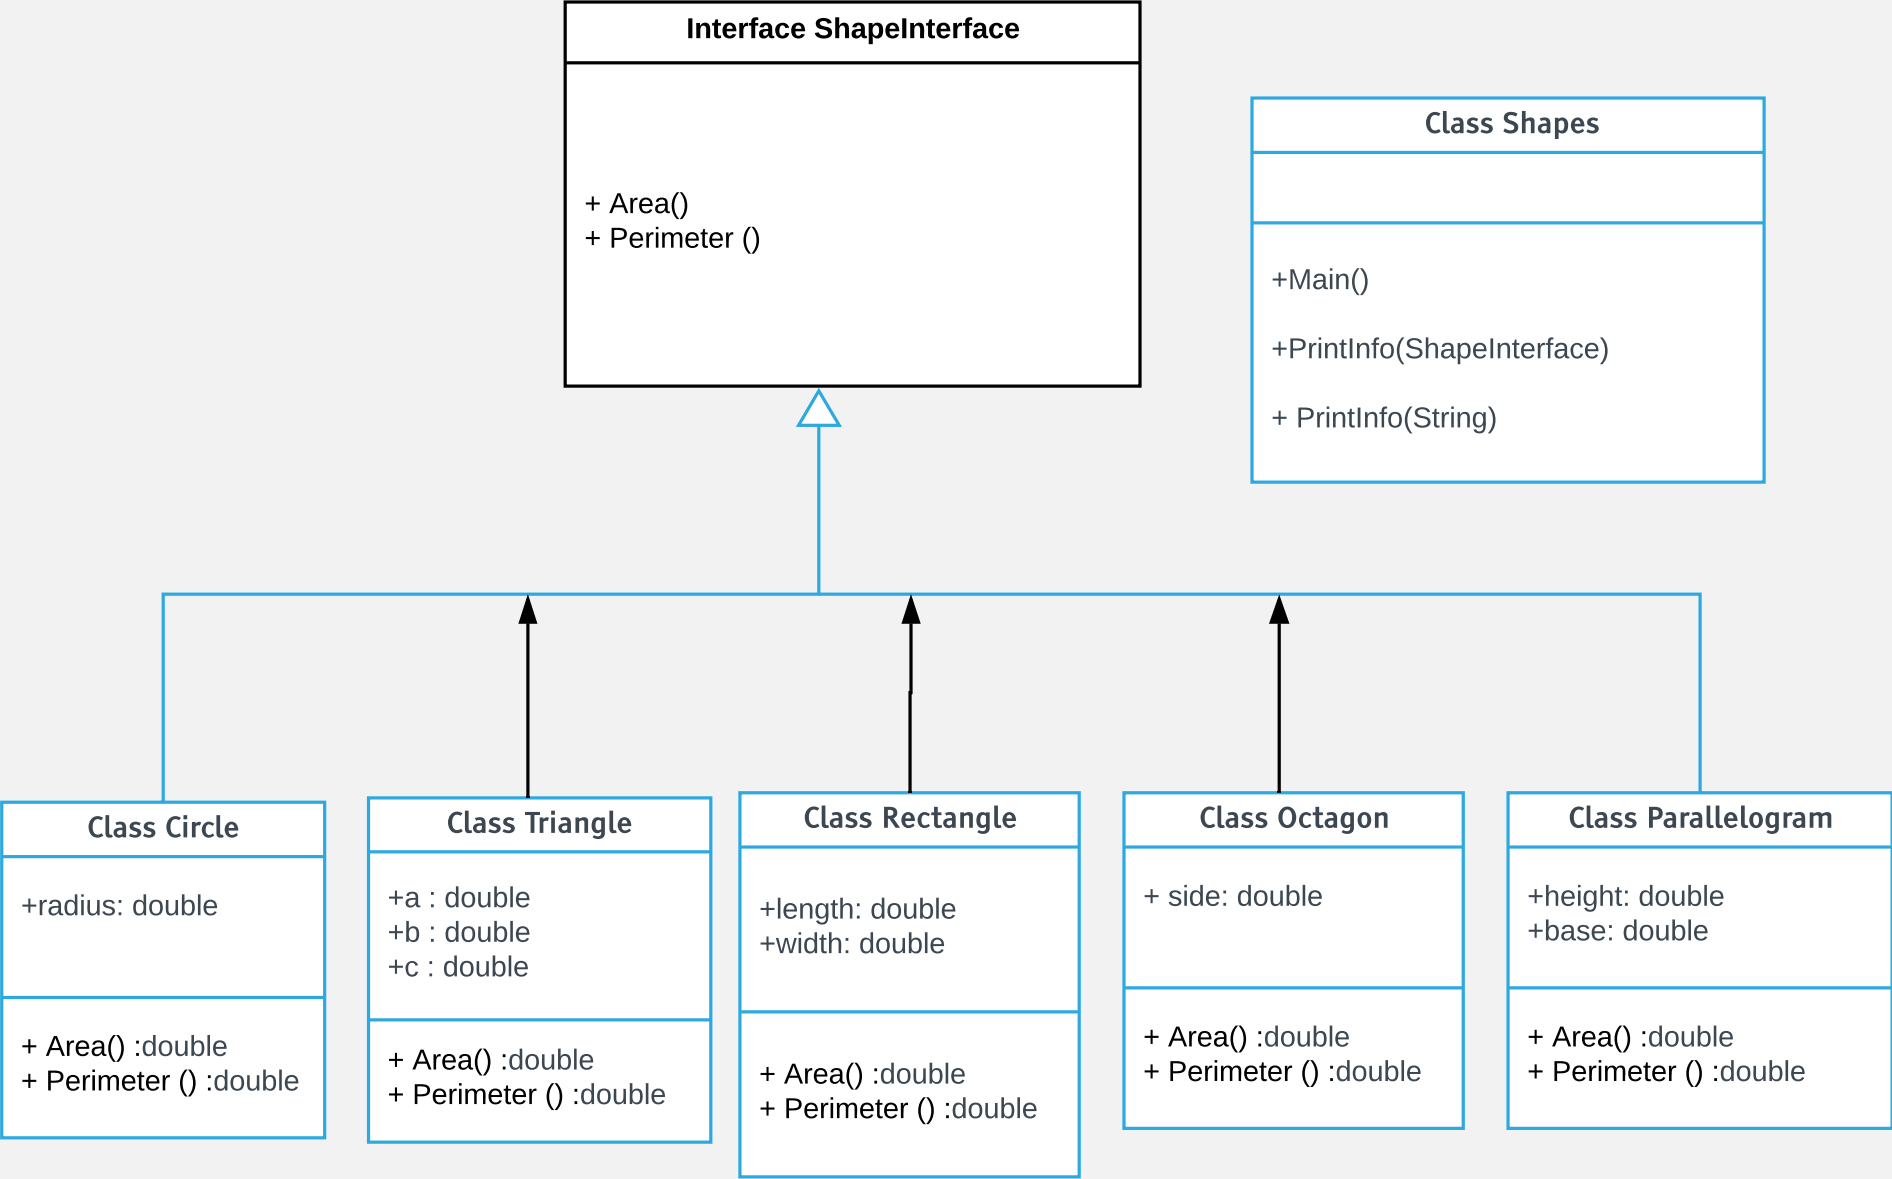 Interface ShapeInterface
+ Area()
+ Perimeter ()
Class Shapes
+Main()
+PrintInfo(ShapeInterface)
+ PrintInfo(String)
Class Circle
+radius: double
+ Area() :double
+ Perimeter () :double
Class Triangle
+a : double
+b : double
+c : double
+ Area() :double
+ Perimeter () :double
Class Rectangle
+length: double
+width: double
+ Area() :double
+ Perimeter () :double
Class Octagon
+ side: double
+ Area() :double
+ Perimeter () :double
Class Parallelogram
+height: double
+base: double
+ Area() :double
+ Perimeter () :double